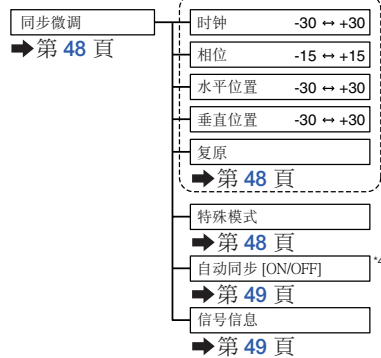 同步微调
➡第 48 頁
时钟 -30 ↔ +30
相位 -15 ↔ +15
水平位置 -30 ↔ +30
垂直位置 -30 ↔ +30
复原
➡第 48 頁
特殊模式
➡第 48 頁
自动同步 [ON/OFF] *4
➡第 49 頁
信号信息
➡第 49 頁